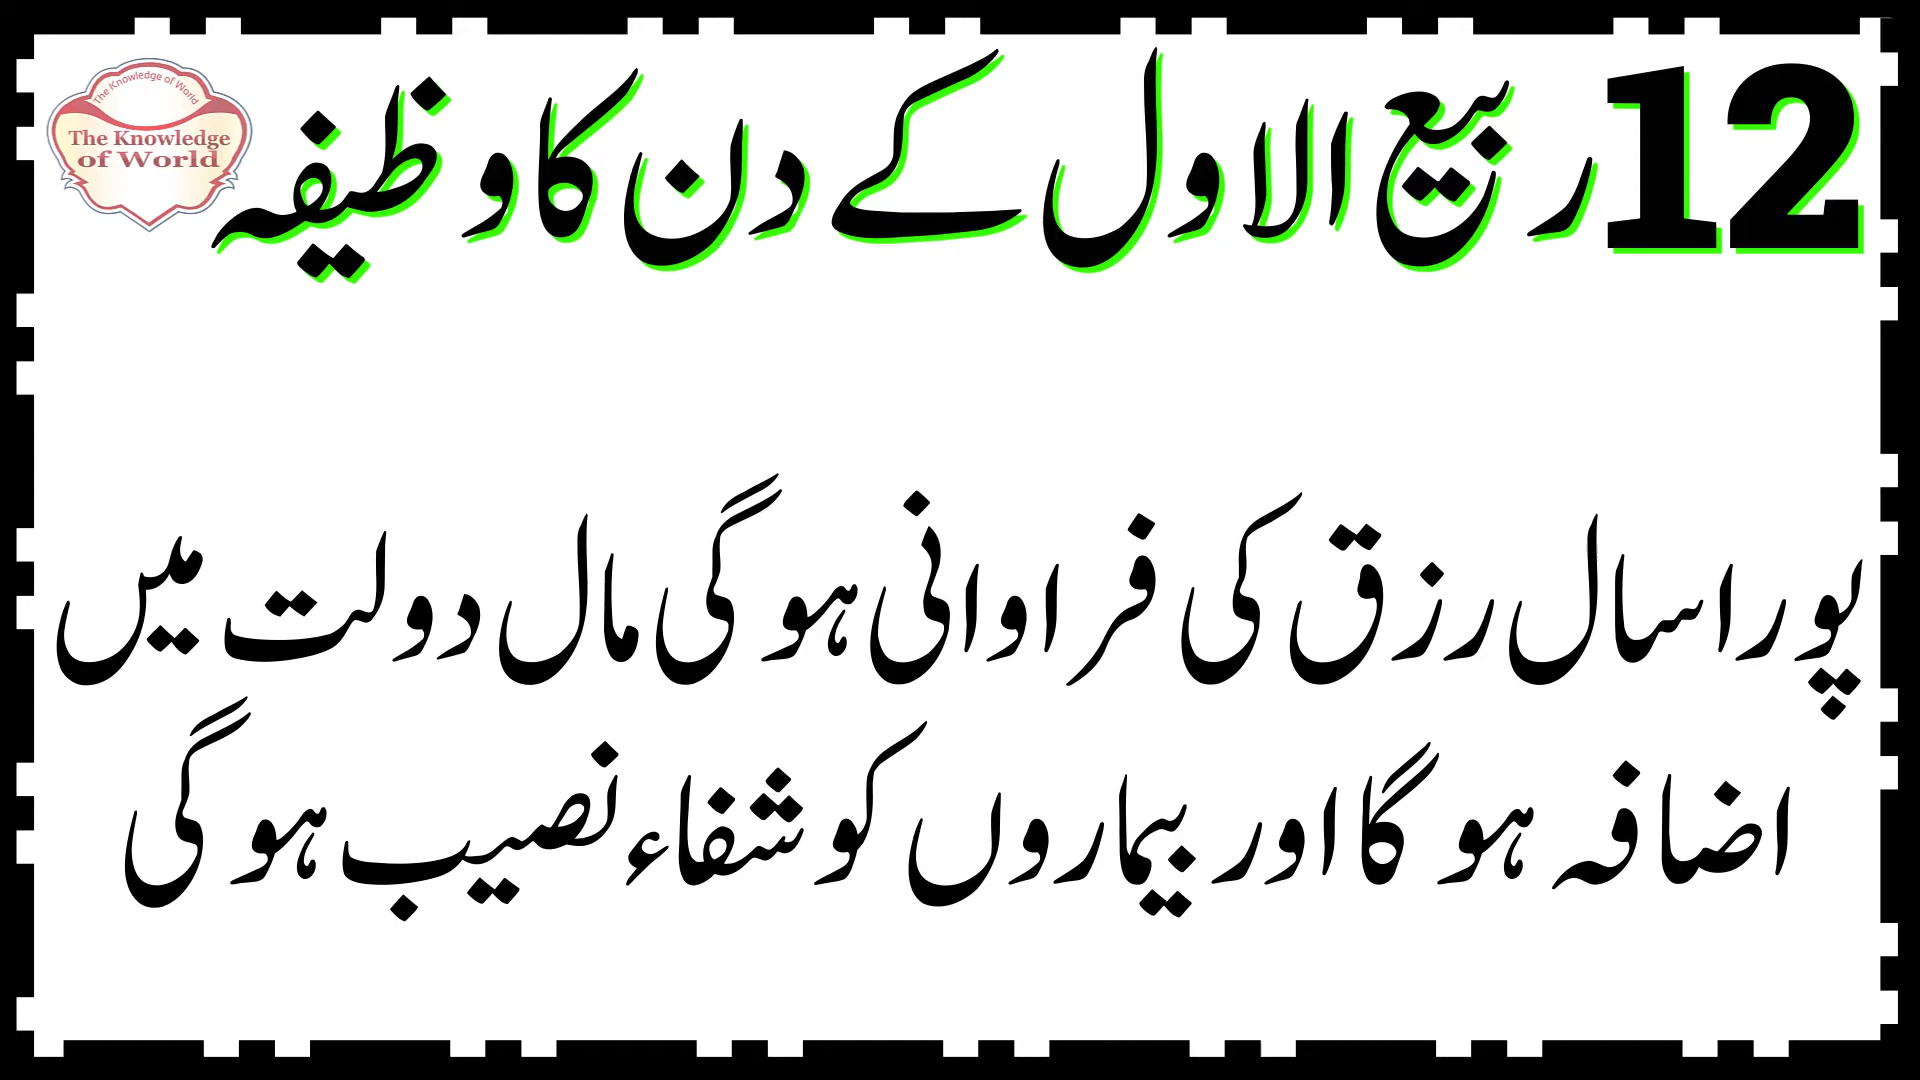 12 ربیع الاول کے دن کا وظیفہ
The Knowledge of World
The Knowledge
of World
پورا سال رزق کی فراوانی ہو گی مال دولت میں
اضافہ ہو گا اور بیماروں کو شفاء نصیب ہو گی